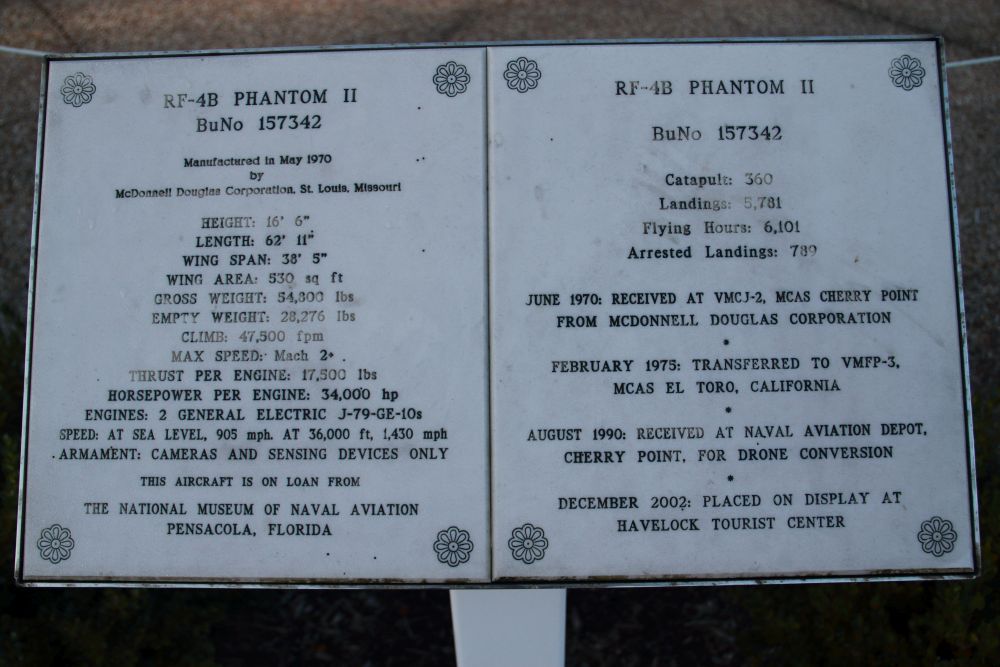 RF-4B PHANTOM II
BuNo 157342
Manufactured in May 1970
by
McDonnell Douglas Corporation, St. Louis, Missouri
HEIGHT: 16' 6"
LENGTH: 62' 11"
WING SPAN: 38' 5"
WING AREA: 530 sq ft
GROSS WEIGHT: 54,800 lbs
EMPTY WEIGHT: 28,276 lbs
CLIMB: 47,500 fpm
MAX SPEED: Mach 2+
THRUST PER ENGINE: 17,500 lbs
HORSEPOWER PER ENGINE: 34,000 hp
ENGINES: 2 GENERAL ELECTRIC J-79-GE-10s
SPEED: AT SEA LEVEL, 905 mph. AT 36,000 ft, 1,430 mph
ARMAMENT: CAMERAS AND SENSING DEVICES ONLY
THIS AIRCRAFT IS ON LOAN FROM
THE NATIONAL MUSEUM OF NAVAL AVIATION
PENSACOLA, FLORIDA
RF-4B PHANTOM II
BuNo 157342
Catapult: 360
Landings: 5,781
Flying Hours: 6,101
Arrested Landings: 789
JUNE 1970: RECEIVED AT VMCJ-2, MCAS CHERRY POINT
FROM MCDONNELL DOUGLAS CORPORATION
*
FEBRUARY 1975: TRANSFERRED TO VMFP-3,
MCAS EL TORO, CALIFORNIA
*
AUGUST 1990: RECEIVED AT NAVAL AVIATION DEPOT,
CHERRY POINT, FOR DRONE CONVERSION
*
DECEMBER 2002: PLACED ON DISPLAY AT
HAVELOCK TOURIST CENTER